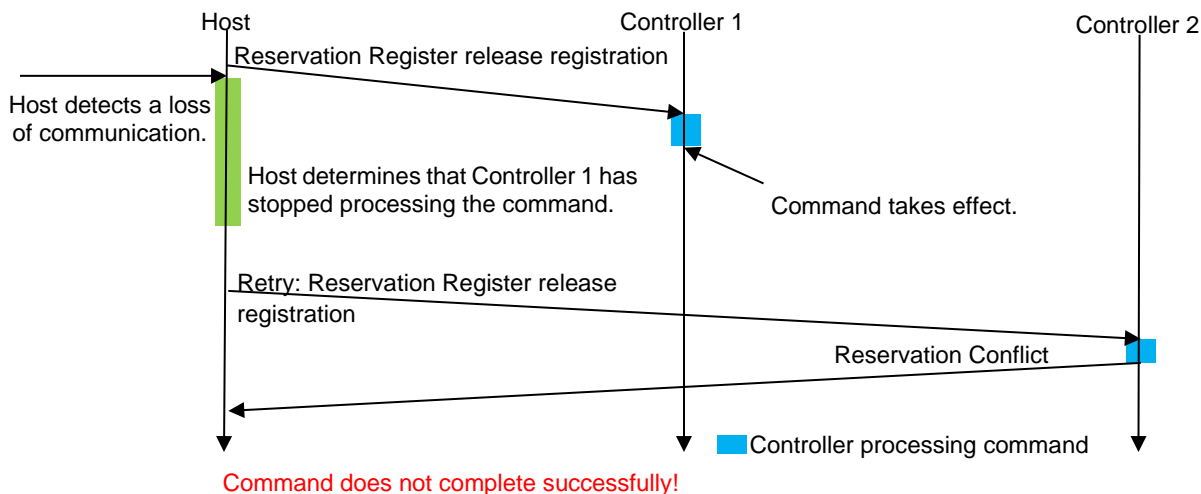 Host
Controller 1
Controller 2
Reservation Register release registration
Host detects a loss
of communication.
Host determines that Controller 1 has
stopped processing the command.
Command takes effect.
Retry: Reservation Register release
registration
Reservation Conflict
Controller processing command
Command does not complete successfully!